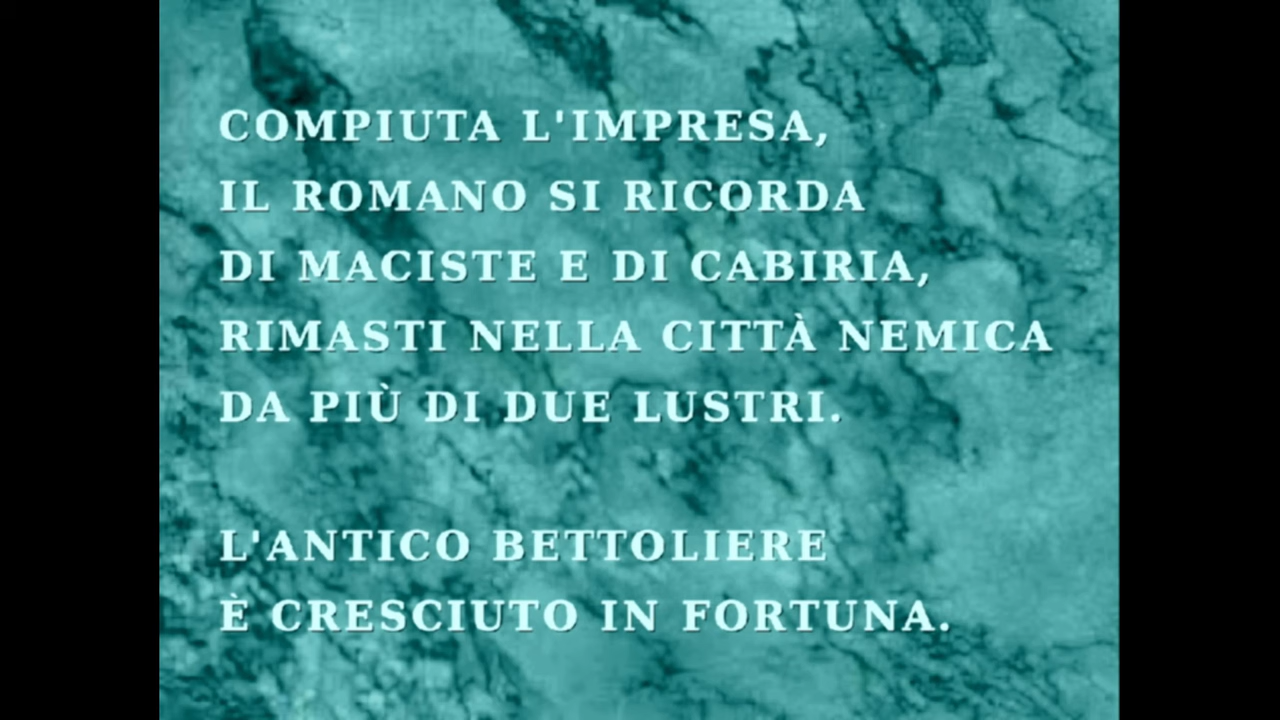 COMPIUTA L'IMPRESA,
IL ROMANO SI RICORDA
DI MACISTE E DI CABIRIA,
RIMASTI NELLA CITTÀ NEMICA
DA PIÙ DI DUE LUSTRI.
L'ANTICO BETTOLIERE
È CRESCIUTO IN FORTUNA.